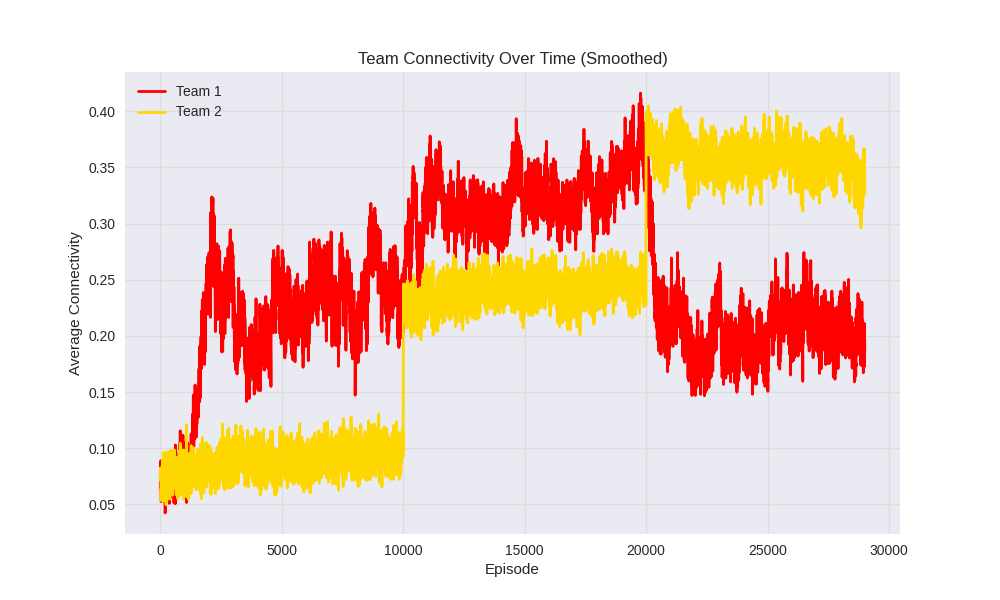 Team Connectivity Over Time (Smoothed)
Team 1
Team 2
Average Connectivity
0.40
0.35
0.30
0.25
0.20
0.15
0.10
0.05
0 5000 10000 15000 20000 25000 30000
Episode